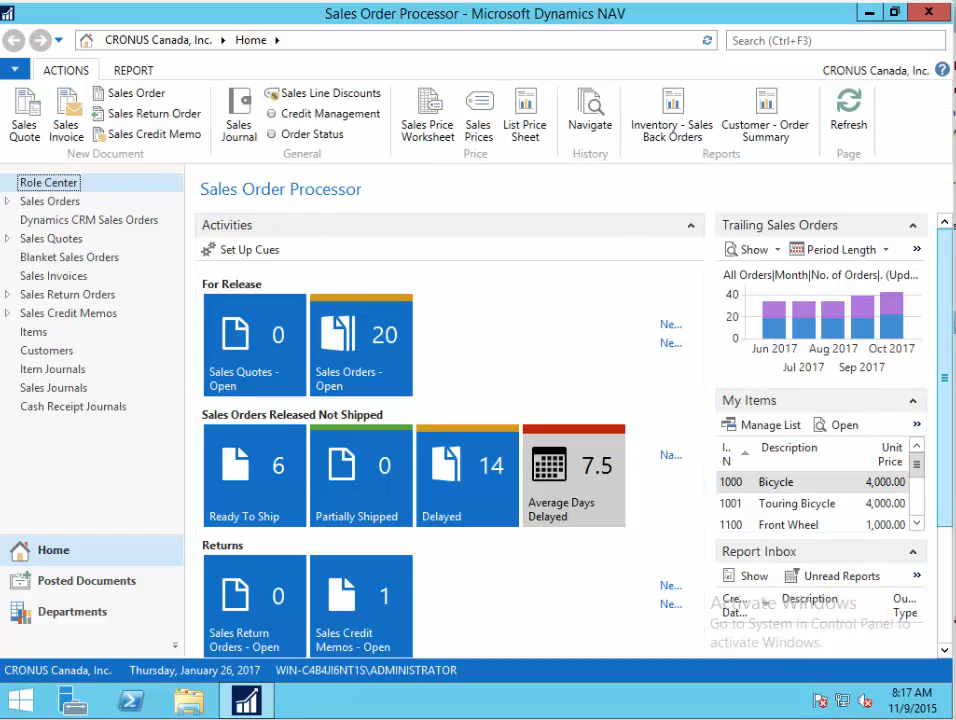 Sales Order Processor - Microsoft Dynamics NAV
CRONUS Canada, Inc. Home
Search (Ctrl+F3)
ACTIONS REPORT
CRONUS Canada, Inc.
Sales Quote
Sales Invoice
Sales Order
Sales Return Order
Sales Credit Memo
New Document
Sales Journal
Sales Line Discounts
Credit Management
Order Status
General
Sales Price Worksheet
Sales Prices
List Price Sheet
Price
Navigate
History
Inventory - Sales Back Orders
Customer - Order Summary
Reports
Refresh
Page
Role Center
Sales Orders
Dynamics CRM Sales Orders
Sales Quotes
Blanket Sales Orders
Sales Invoices
Sales Return Orders
Sales Credit Memos
Items
Customers
Item Journals
Sales Journals
Cash Receipt Journals
Home
Posted Documents
Departments
Sales Order Processor
Activities
Set Up Cues
For Release
0
Sales Quotes -
Open
20
Sales Orders -
Open
Ne...
Ne...
Sales Orders Released Not Shipped
6
Ready To Ship
0
Partially Shipped
14
Delayed
7.5
Average Days
Delayed
Na...
Returns
0
Sales Return
Orders - Open
1
Sales Credit
Memos - Open
Ne...
Ne...
Trailing Sales Orders
Show Period Length »
All Orders|Month|No. of Orders|. (Upd...
40
20
0
Jun 2017 Aug 2017 Oct 2017
Jul 2017 Sep 2017
My Items
Manage List Open »
I.. N Description Unit Price
1000 Bicycle 4,000.00
1001 Touring Bicycle 4,000.00
1100 Front Wheel 1,000.00
Report Inbox
Show Unread Reports »
Cre... Dat... Description Ou... Type
Activate Windows
Go to System in Control Panel to
activate Windows.
CRONUS Canada, Inc. Thursday, January 26, 2017 WIN-C4B4JI6NT1S\ADMINISTRATOR
8:17 AM
11/9/2015